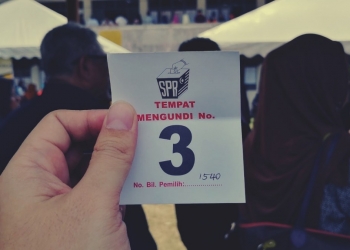 SPR
TEMPAT
MENGUNDI No.
3
No. Bil. Pemilih:..................1540